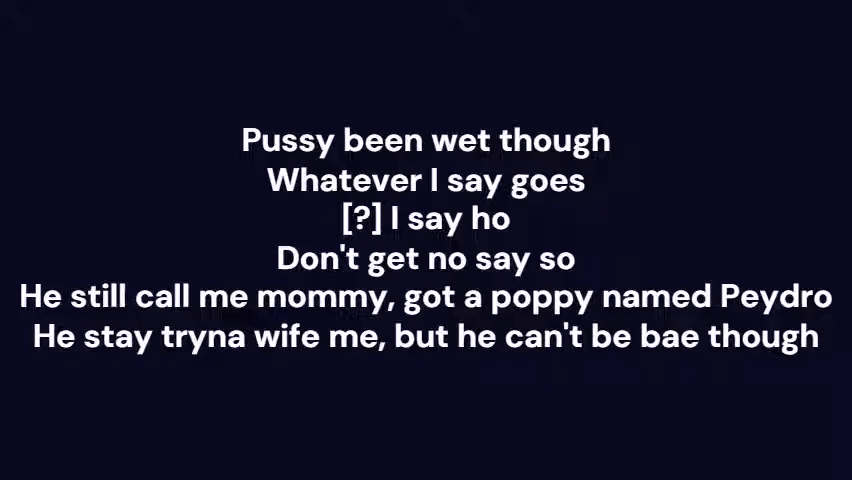 Pussy been wet though
Whatever I say goes
[?] I say ho
Don't get no say so
He still call me mommy, got a poppy named Peydro
He stay tryna wife me, but he can't be bae though